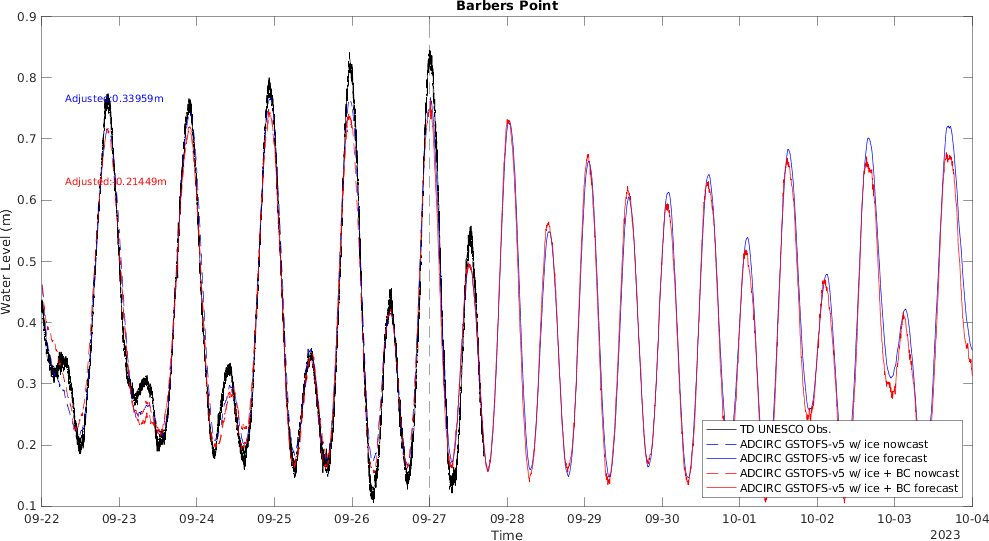 Barbers Point
0.9
0.8
0.7
0.6
0.5
0.4
0.3
0.2
0.1
Water Level (m)
Adjusted:0.33959m
Adjusted:-0.21449m
TD UNESCO Obs.
ADCIRC GSTOFS-v5 w/ ice nowcast
ADCIRC GSTOFS-v5 w/ ice forecast
ADCIRC GSTOFS-v5 w/ ice + BC nowcast
ADCIRC GSTOFS-v5 w/ ice + BC forecast
09-22 09-23 09-24 09-25 09-26 09-27 09-28 09-29 09-30 10-01 10-02 10-03 10-04
Time
2023